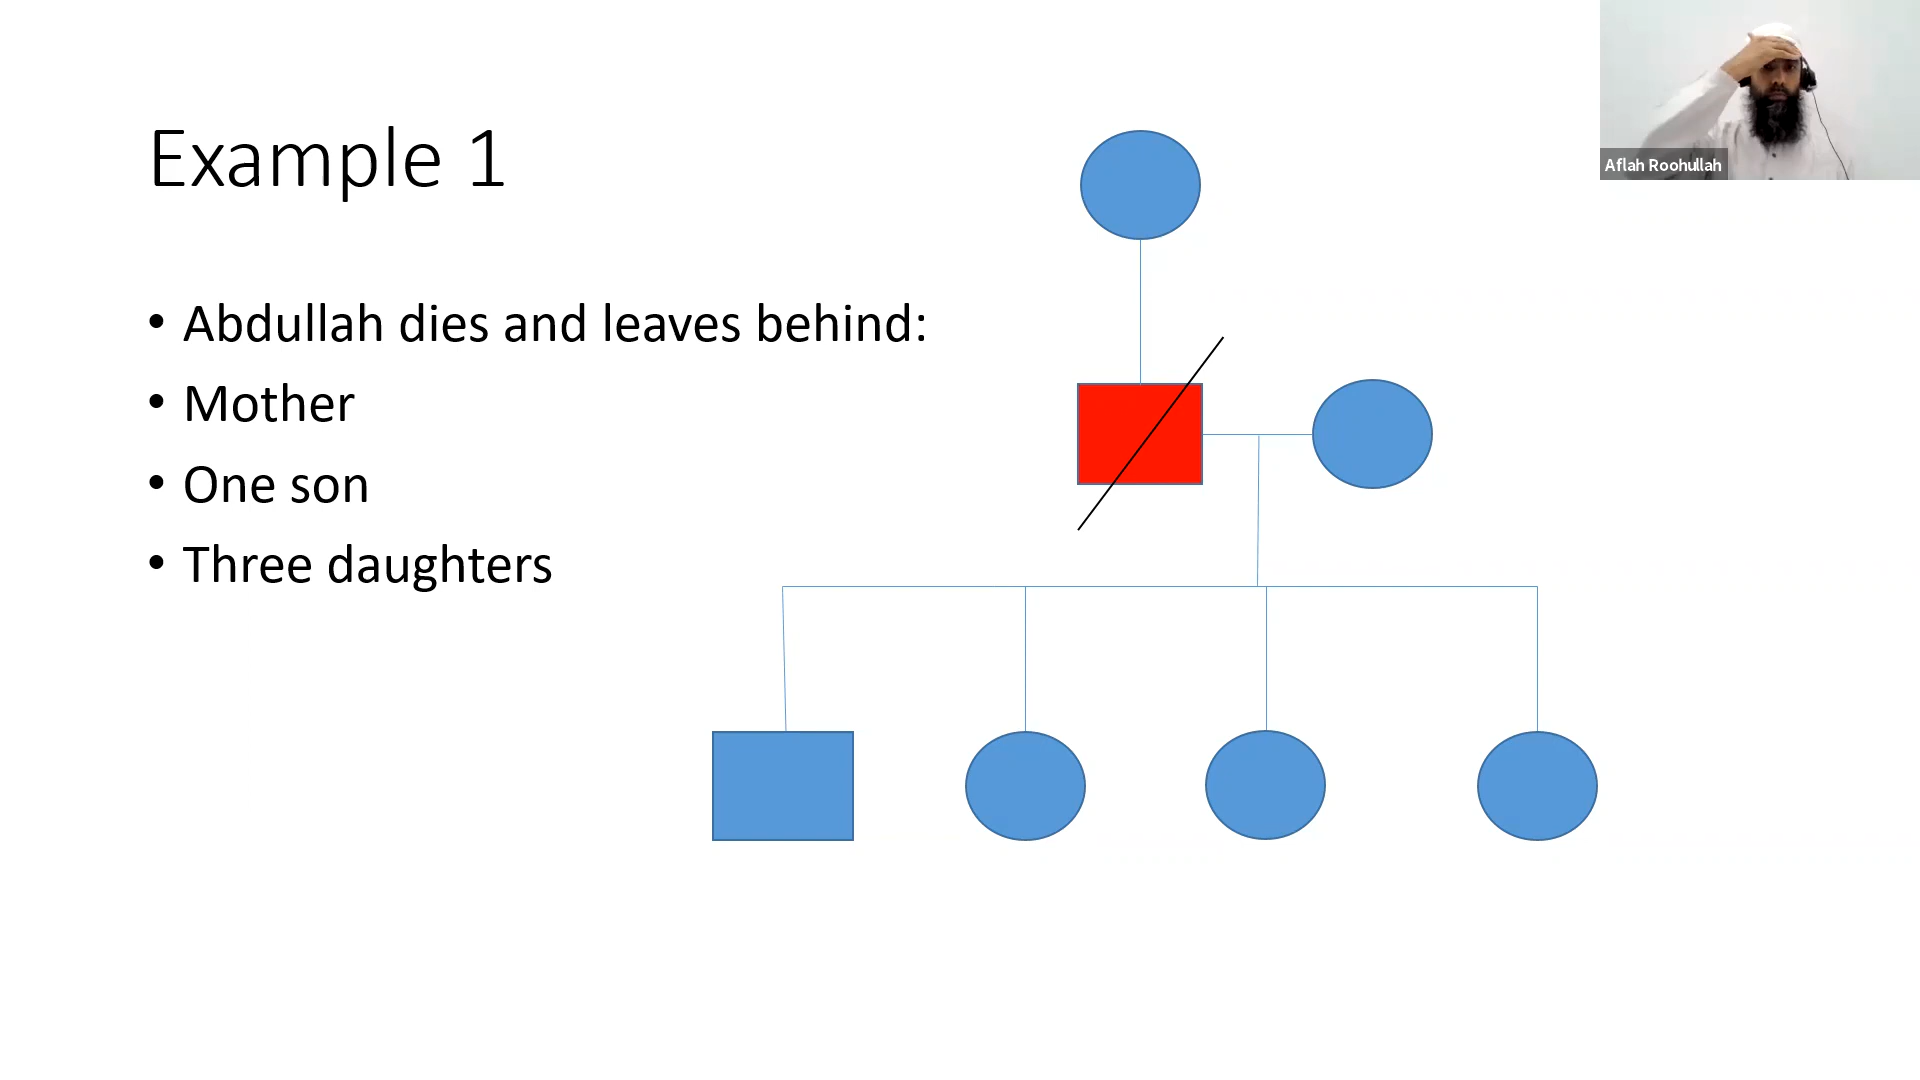 Example 1
• Abdullah dies and leaves behind:
• Mother
• One son
• Three daughters
Aflah Roohullah